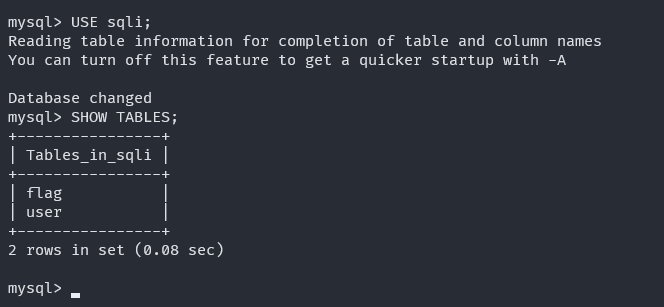 mysql> USE sqli;
Reading table information for completion of table and column names
You can turn off this feature to get a quicker startup with -A

Database changed
mysql> SHOW TABLES;
+----------------+
| Tables_in_sqli |
+----------------+
| flag           |
| user           |
+----------------+
2 rows in set (0.08 sec)

mysql>